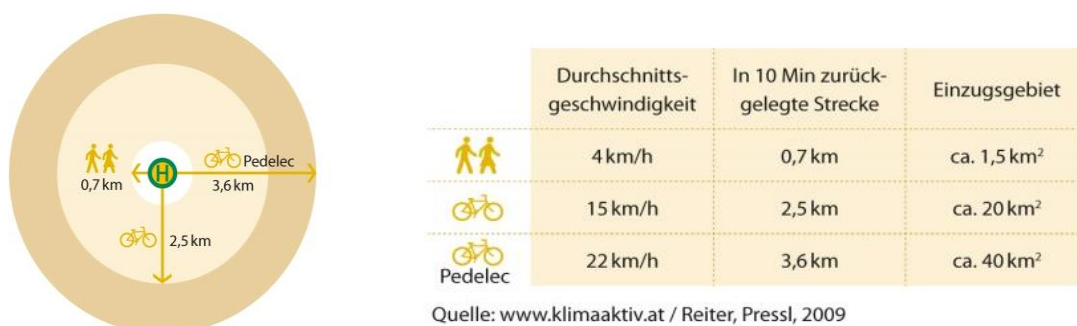 Pedelec
H
0,7 km
3,6 km
2,5 km
Durchschnitts-
geschwindigkeit
In 10 Min zurück-
gelegte Strecke
Einzugsgebiet
4 km/h
0,7 km
ca. 1,5 km²
15 km/h
2,5 km
ca. 20 km²
Pedelec
22 km/h
3,6 km
ca. 40 km²
Quelle: www.klimaaktiv.at / Reiter, Pressl, 2009